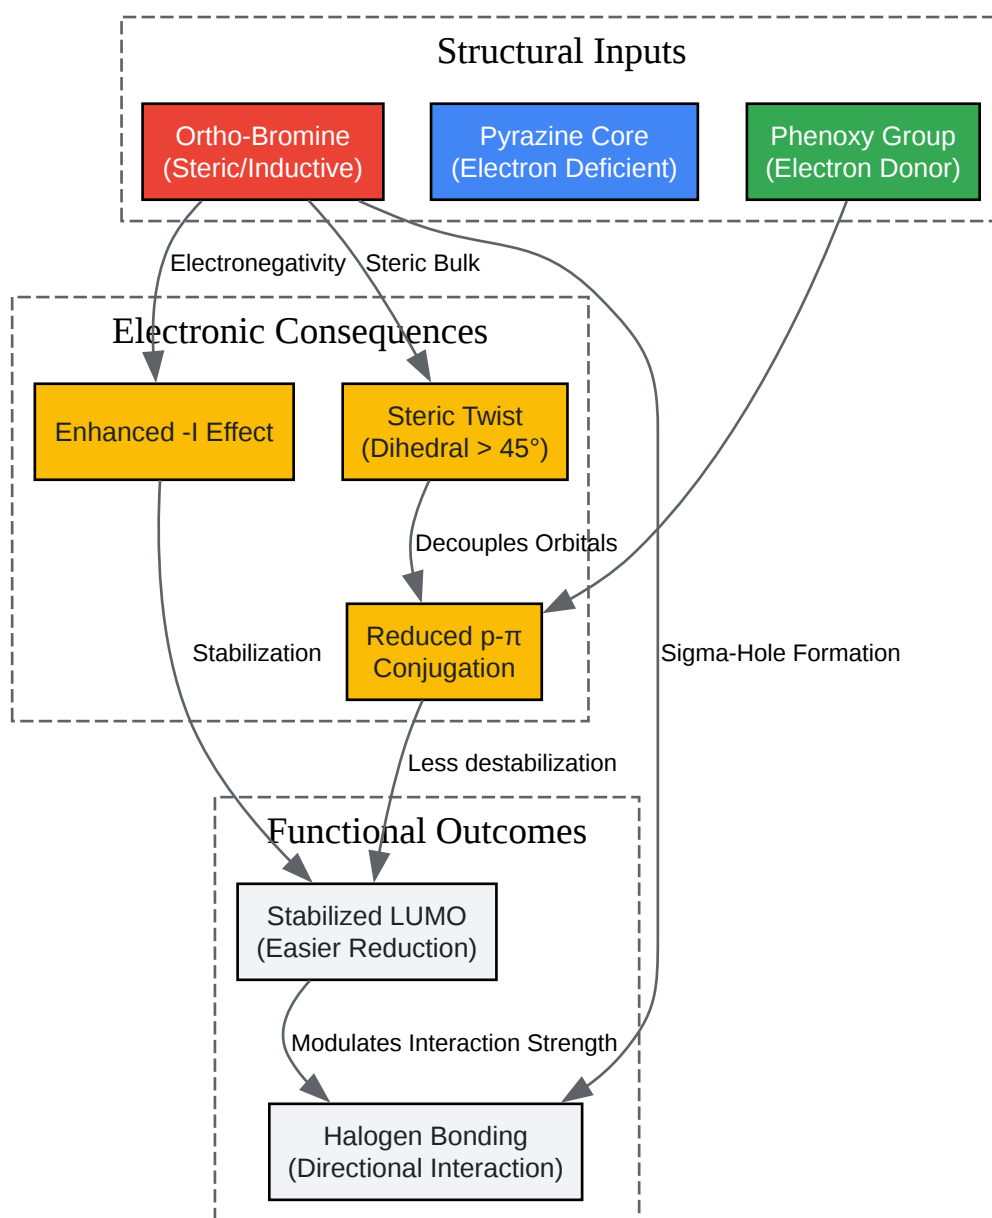 Structural Inputs
Ortho-Bromine
(Steric/Inductive)
Pyrazine Core
(Electron Deficient)
Phenoxy Group
(Electron Donor)
Electronegativity
Steric Bulk
Electronic Consequences
Enhanced -I Effect
Steric Twist
(Dihedral > 45°)
Decouples Orbitals
Reduced p-π
Conjugation
Stabilization
Sigma-Hole Formation
Less destabilization
Functional Outcomes
Stabilized LUMO
(Easier Reduction)
Modulates Interaction Strength
Halogen Bonding
(Directional Interaction)